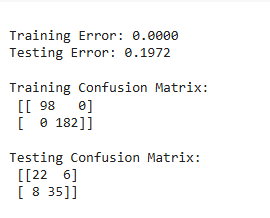 Training Error: 0.0000
Testing Error: 0.1972
Training Confusion Matrix:
[[ 98   0]
[  0 182]]
Testing Confusion Matrix:
[[22  6]
[ 8 35]]